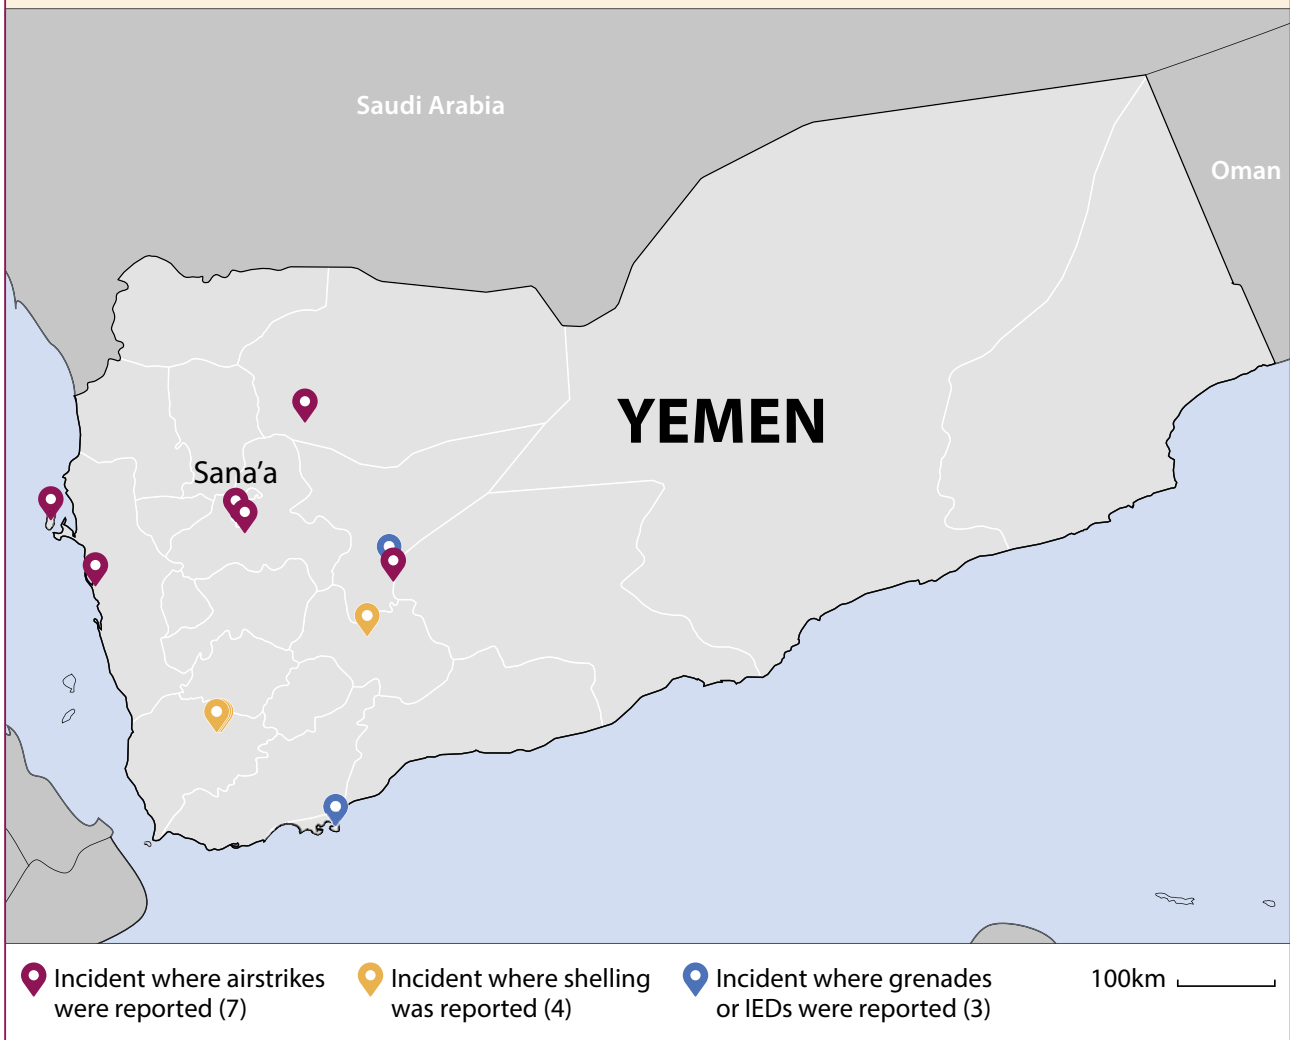 Saudi Arabia
Oman
YEMEN
Sana’a
Incident where airstrikes
were reported (7)
Incident where shelling
was reported (4)
Incident where grenades
or IEDs were reported (3)
100km